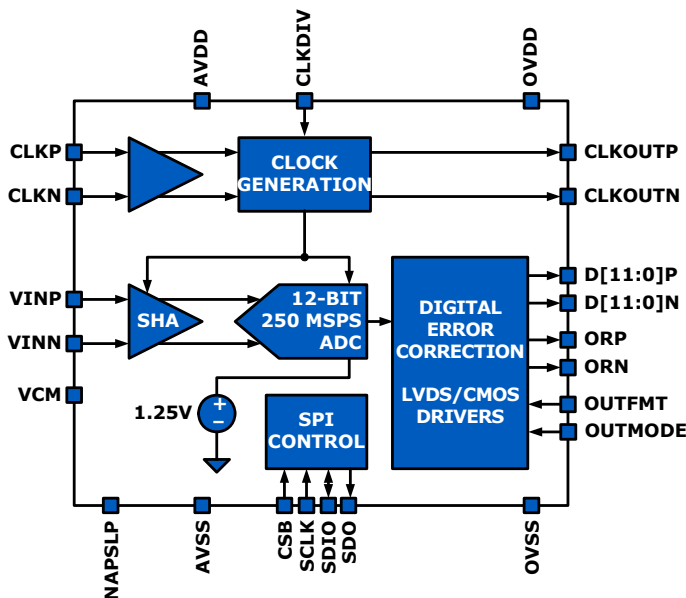 AVDD
CLKDIV
OVDD
CLKP
CLKN
CLOCK
GENERATION
CLKOUTP
CLKOUTN
VINP
VINN
SHA
12-BIT
250 MSPS
ADC
DIGITAL
ERROR
CORRECTION
LVDS/CMOS
DRIVERS
D[11:0]P
D[11:0]N
ORP
ORN
OUTFMT
OUTMODE
VCM
1.25V
+
−
SPI
CONTROL
NAPSLP
AVSS
CSB
SCLK
SDIO
SDO
OVSS